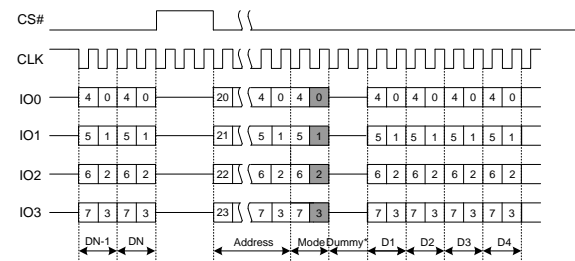 CS#
CLK
IO0 4 0 4 0 20 4 0 4 0 4 0 4 0 4 0 4 0
IO1 5 1 5 1 21 5 1 5 1 5 1 5 1 5 1 5 1
IO2 6 2 6 2 22 6 2 6 2 6 2 6 2 6 2 6 2
IO3 7 3 7 3 23 7 3 7 3 7 3 7 3 7 3 7 3
DN-1 DN Address Mode Dummy* D1 D2 D3 D4